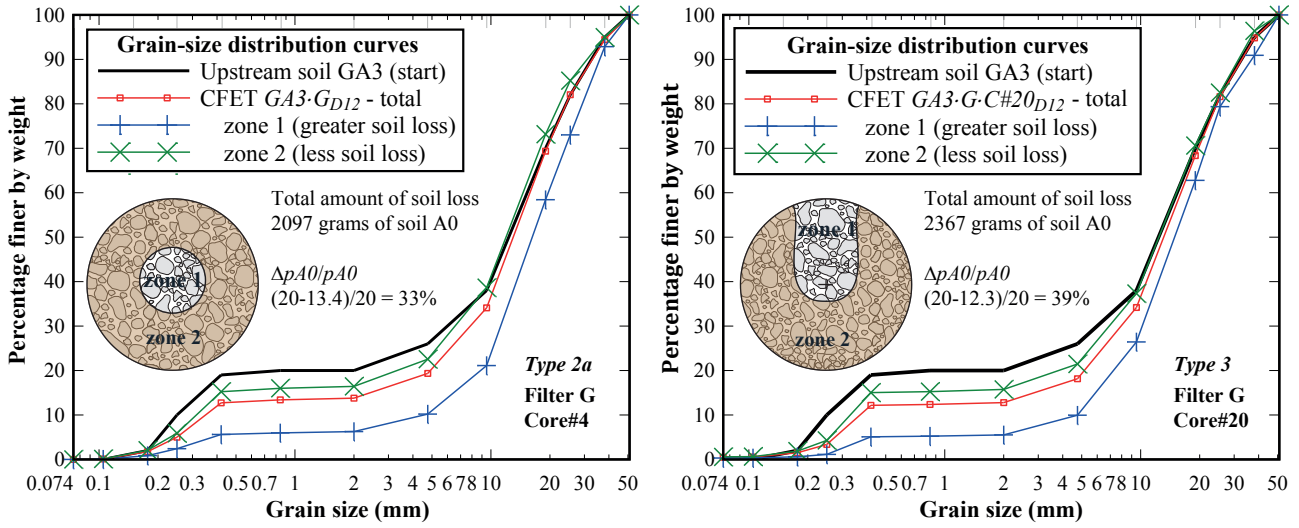 Percentage finer by weight
100
90
80
70
60
50
40
30
20
10
0
Grain-size distribution curves
Upstream soil GA3 (start)
CFET GA3·G_D12 - total
zone 1 (greater soil loss)
zone 2 (less soil loss)
Total amount of soil loss
2097 grams of soil A0
ΔpA0/pA0
(20-13.4)/20 = 33%
zone 1
zone 2
Type 2a
Filter G
Core#4
0.074 0.1 0.2 0.3 0.5 0.7 1 2 3 4 5 6 7 8 10 20 30 50
Grain size (mm)
Percentage finer by weight
100
90
80
70
60
50
40
30
20
10
0
Grain-size distribution curves
Upstream soil GA3 (start)
CFET GA3·G·C#20_D12 - total
zone 1 (greater soil loss)
zone 2 (less soil loss)
Total amount of soil loss
2367 grams of soil A0
ΔpA0/pA0
(20-12.3)/20 = 39%
zone 1
zone 2
Type 3
Filter G
Core#20
0.074 0.1 0.2 0.3 0.5 0.7 1 2 3 4 5 6 7 8 10 20 30 50
Grain size (mm)